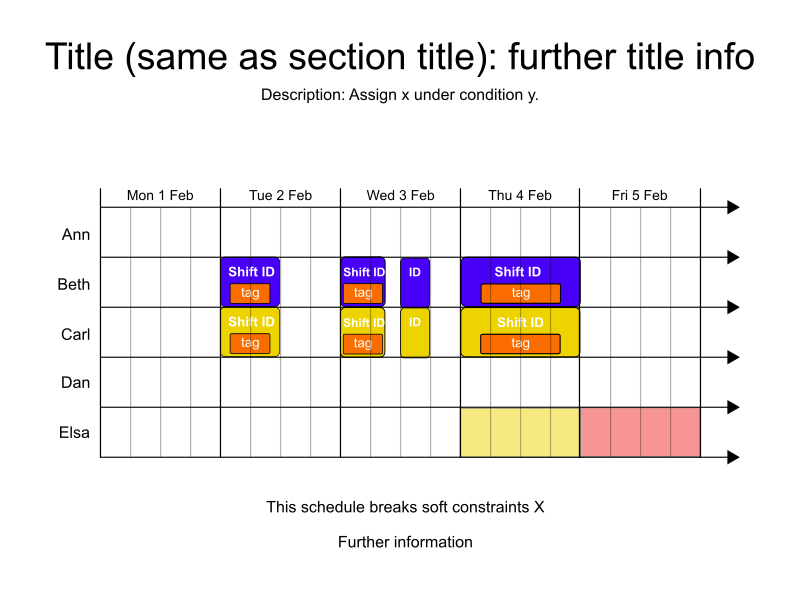 Title (same as section title): further title info
Description: Assign x under condition y.
Mon 1 Feb Tue 2 Feb Wed 3 Feb Thu 4 Feb Fri 5 Feb
Ann
Beth Shift ID Shift ID ID Shift ID
tag tag tag
Carl Shift ID Shift ID ID Shift ID
tag tag tag
Dan
Elsa
This schedule breaks soft constraints X
Further information